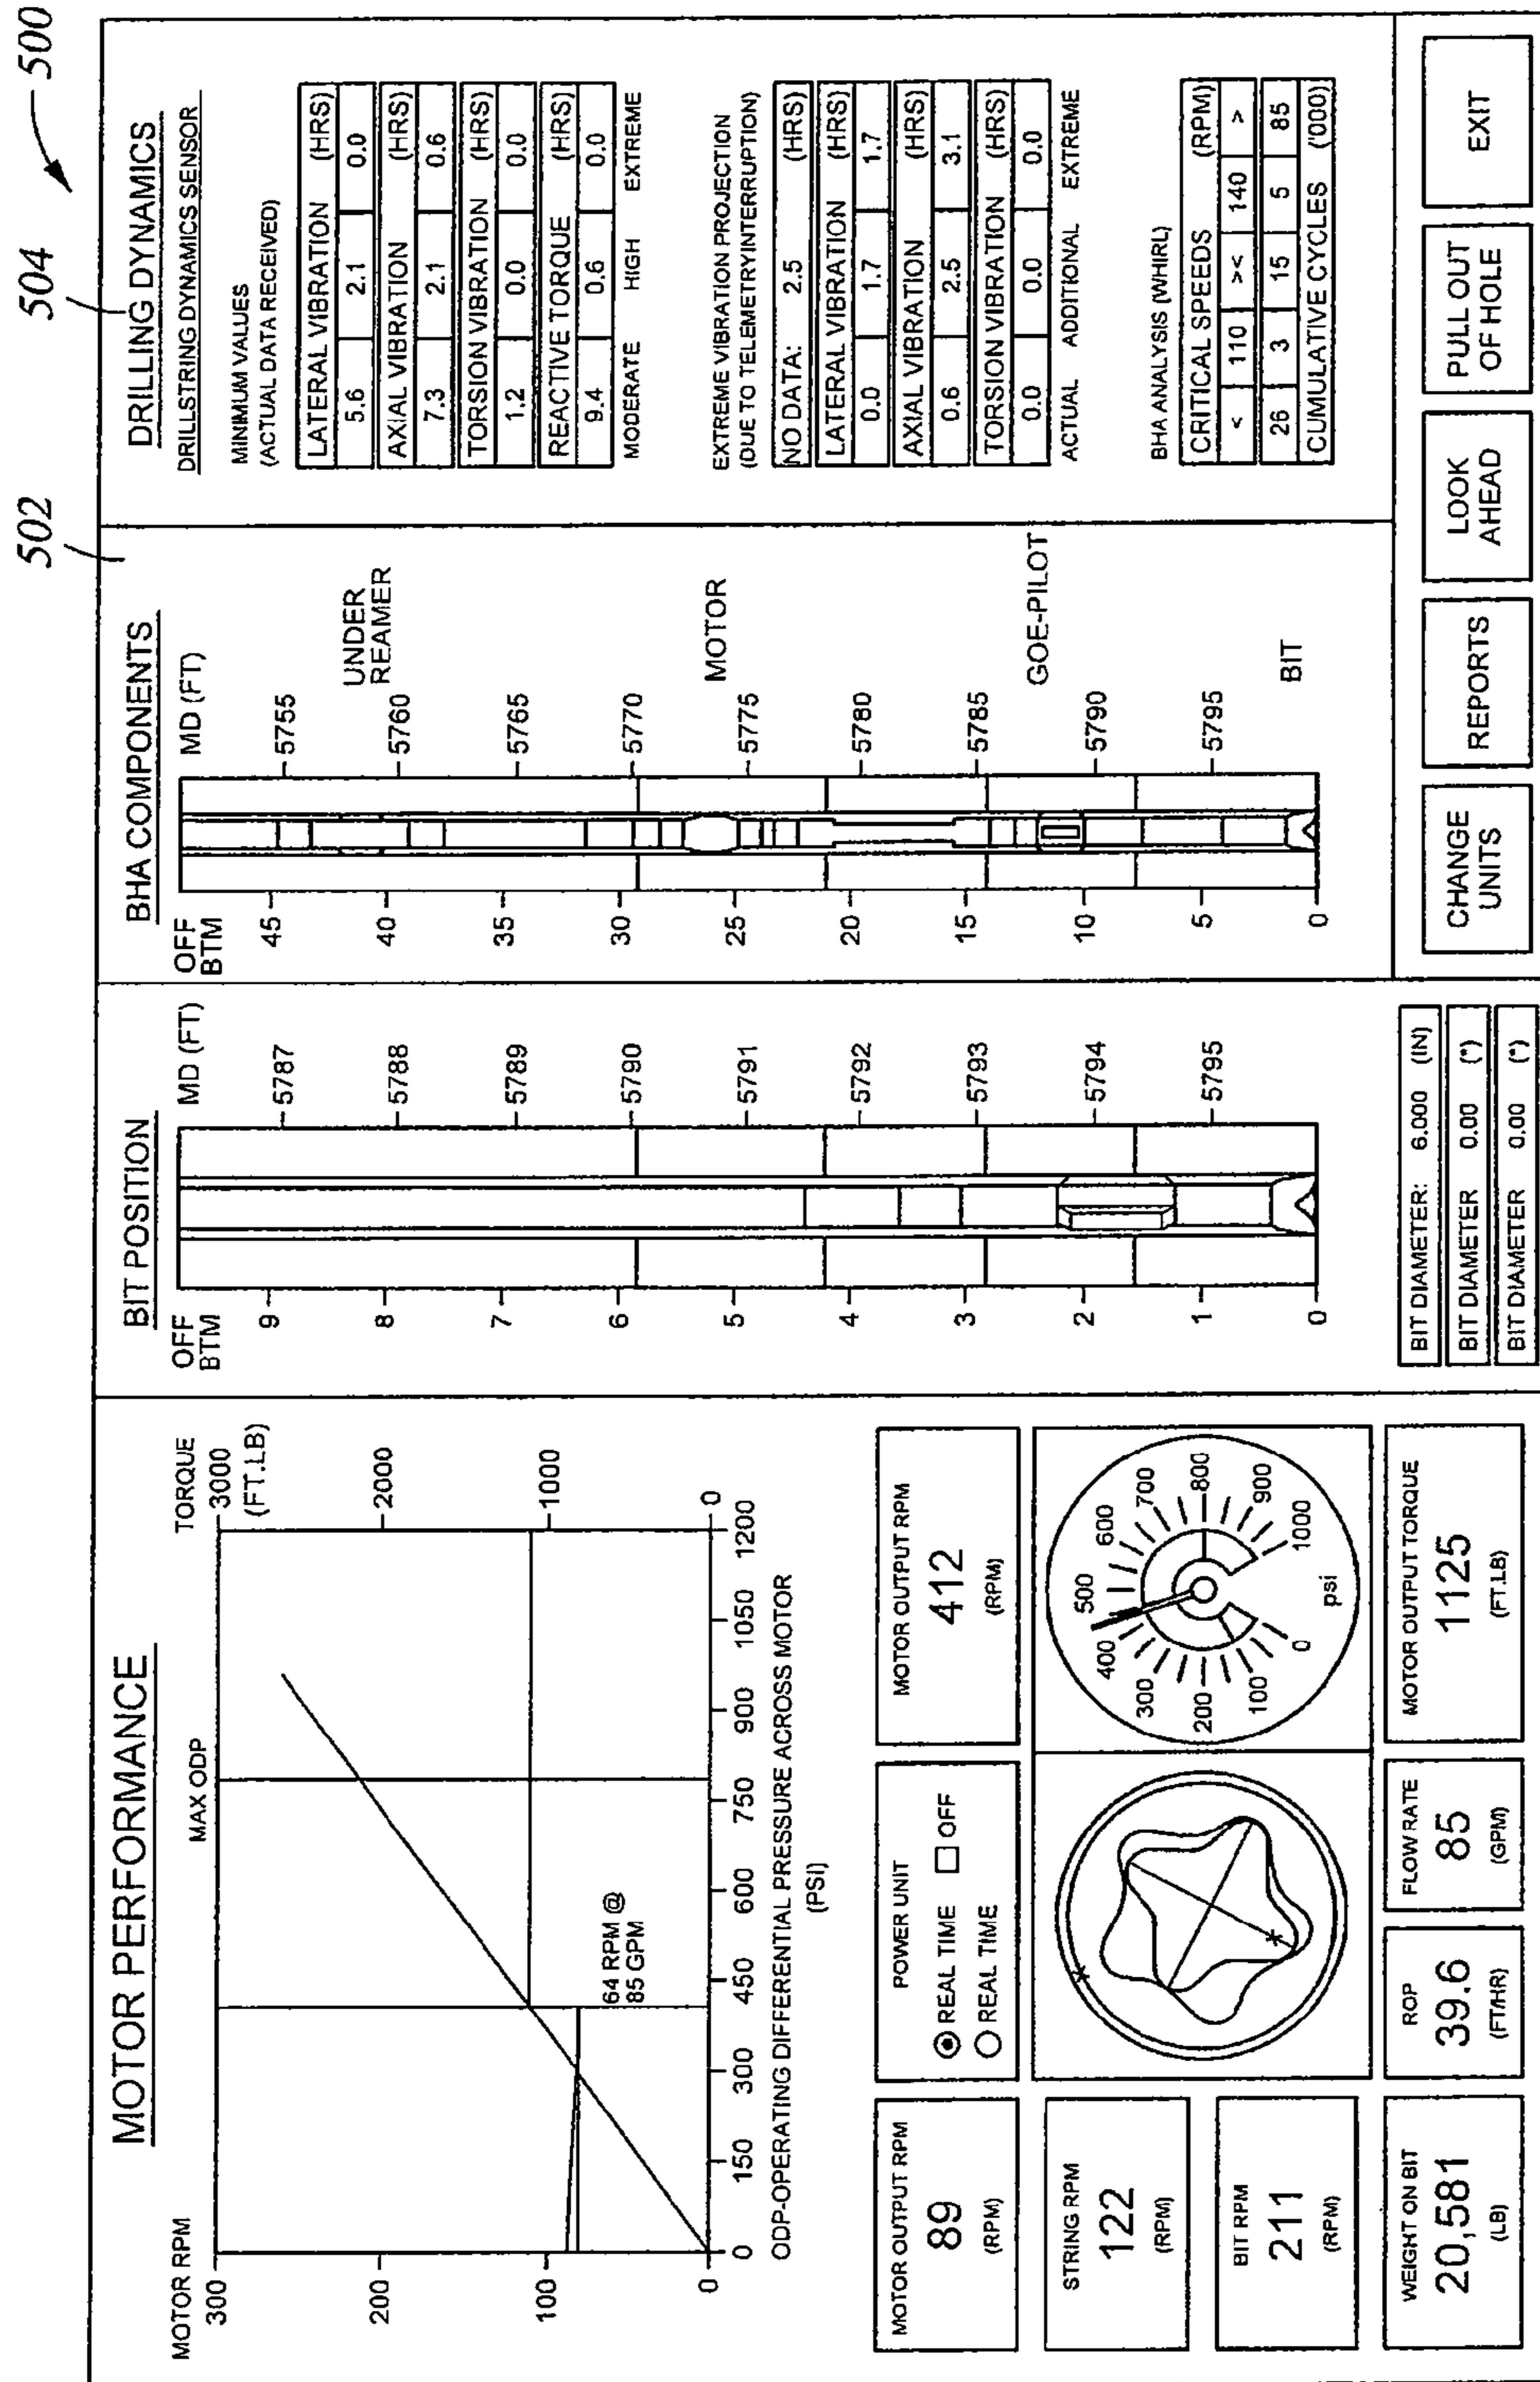 500
502
504
MOTOR PERFORMANCE
MOTOR RPM
MAX ODP
TORQUE
300
200
100
0
3000
(FT.LB)
2000
1000
0
64 RPM @
85 GPM
0 150 300 450 600 750 900 1050 1200
ODP-OPERATING DIFFERENTIAL PRESSURE ACROSS MOTOR
(PSI)
MOTOR OUTPUT RPM
89
(RPM)
POWER UNIT
REAL TIME
OFF
REAL TIME
MOTOR OUTPUT RPM
412
(RPM)
STRING RPM
122
(RPM)
BIT RPM
211
(RPM)
0
100
200
300
400
500
600
700
800
900
1000
psi
WEIGHT ON BIT
20,581
(LB)
ROP
39.6
(FT/HR)
FLOW RATE
85
(GPM)
MOTOR OUTPUT TORQUE
1125
(FT.LB)
BIT POSITION
OFF
BTM
MD (FT)
9
8
7
6
5
4
3
2
1
0
5787
5788
5789
5790
5791
5792
5793
5794
5795
BIT DIAMETER: 6.000 (IN)
BIT DIAMETER 0.00 (")
BIT DIAMETER 0.00 (")
BHA COMPONENTS
OFF
BTM
MD (FT)
45
40
35
30
25
20
15
10
5
0
5755
5760
5765
5770
5775
5780
5785
5790
5795
UNDER
REAMER
MOTOR
GOE-PILOT
BIT
DRILLING DYNAMICS
DRILLSTRING DYNAMICS SENSOR
MINIMUM VALUES
(ACTUAL DATA RECEIVED)
LATERAL VIBRATION (HRS)
5.6 2.1 0.0
AXIAL VIBRATION (HRS)
7.3 2.1 0.6
TORSION VIBRATION (HRS)
1.2 0.0 0.0
REACTIVE TORQUE (HRS)
9.4 0.6 0.0
MODERATE HIGH EXTREME
EXTREME VIBRATION PROJECTION
(DUE TO TELEMETRYINTERRUPTION)
NO DATA: 2.5 (HRS)
LATERAL VIBRATION (HRS)
0.0 1.7 1.7
AXIAL VIBRATION (HRS)
0.6 2.5 3.1
TORSION VIBRATION (HRS)
0.0 0.0 0.0
ACTUAL ADDITIONAL EXTREME
BHA ANALYSIS (WHIRL)
CRITICAL SPEEDS (RPM)
< 110 >< 140 >
26 3 15 5 85
CUMULATIVE CYCLES ('000)
CHANGE
UNITS
REPORTS
LOOK
AHEAD
PULL OUT
OF HOLE
EXIT